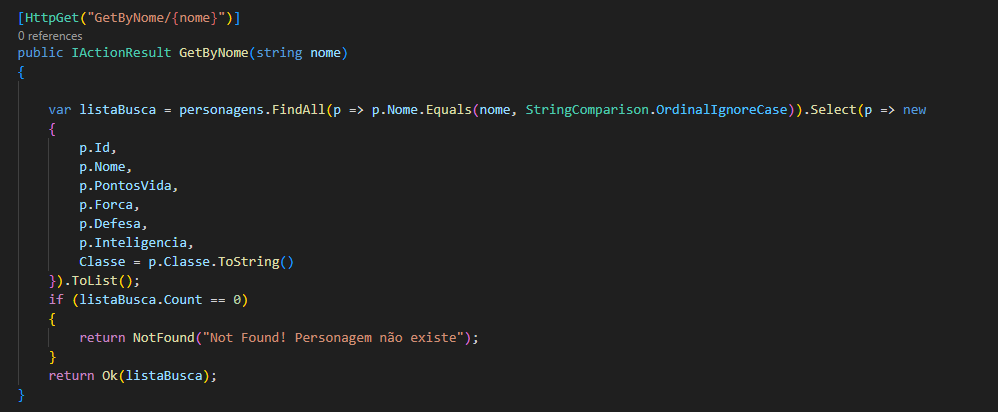 [HttpGet("GetByNome/{nome}")]
0 references
public IActionResult GetByNome(string nome)
{
var listaBusca = personagens.FindAll(p => p.Nome.Equals(nome, StringComparison.OrdinalIgnoreCase)).Select(p => new
{
p.Id,
p.Nome,
p.PontosVida,
p.Forca,
p.Defesa,
p.Inteligencia,
Classe = p.Classe.ToString()
}).ToList();
if (listaBusca.Count == 0)
{
return NotFound("Not Found! Personagem não existe");
}
return Ok(listaBusca);
}